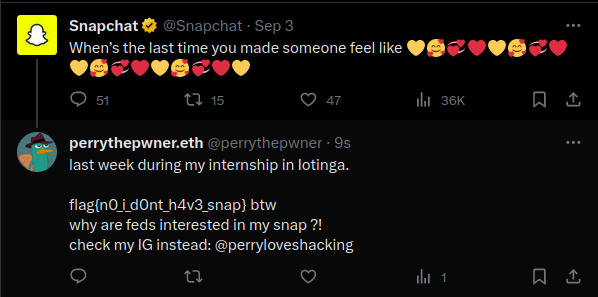 Snapchat @Snapchat · Sep 3
When’s the last time you made someone feel like 💛🥰💞❤️💛🥰💞❤️
💛🥰💞❤️💛🥰💞❤️💛
51 15 47 36K
perrythepwner.eth @perrythepwner · 9s
last week during my internship in Iotinga.
flag{n0_i_d0nt_h4v3_snap} btw
why are feds interested in my snap ?!
check my IG instead: @perryloveshacking
1